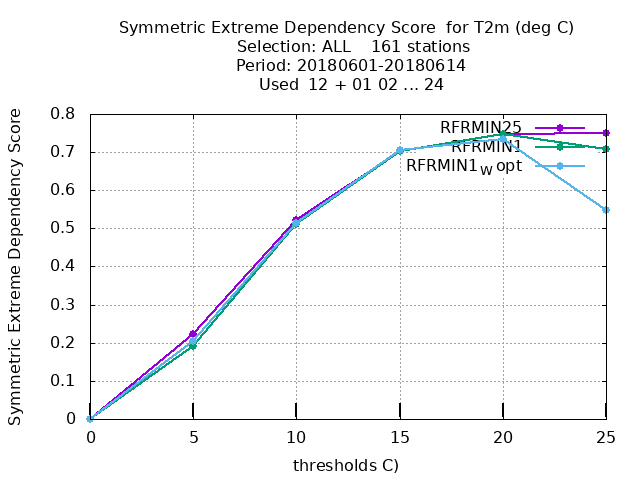 Symmetric Extreme Dependency Score for T2m (deg C)
Selection: ALL 161 stations
Period: 20180601-20180614
Used 12 + 01 02 ... 24
Symmetric Extreme Dependency Score
0.8
0.7
0.6
0.5
0.4
0.3
0.2
0.1
0
RFRMIN25
RFRMIN1
RFRMIN1W opt
0 5 10 15 20 25
thresholds C)